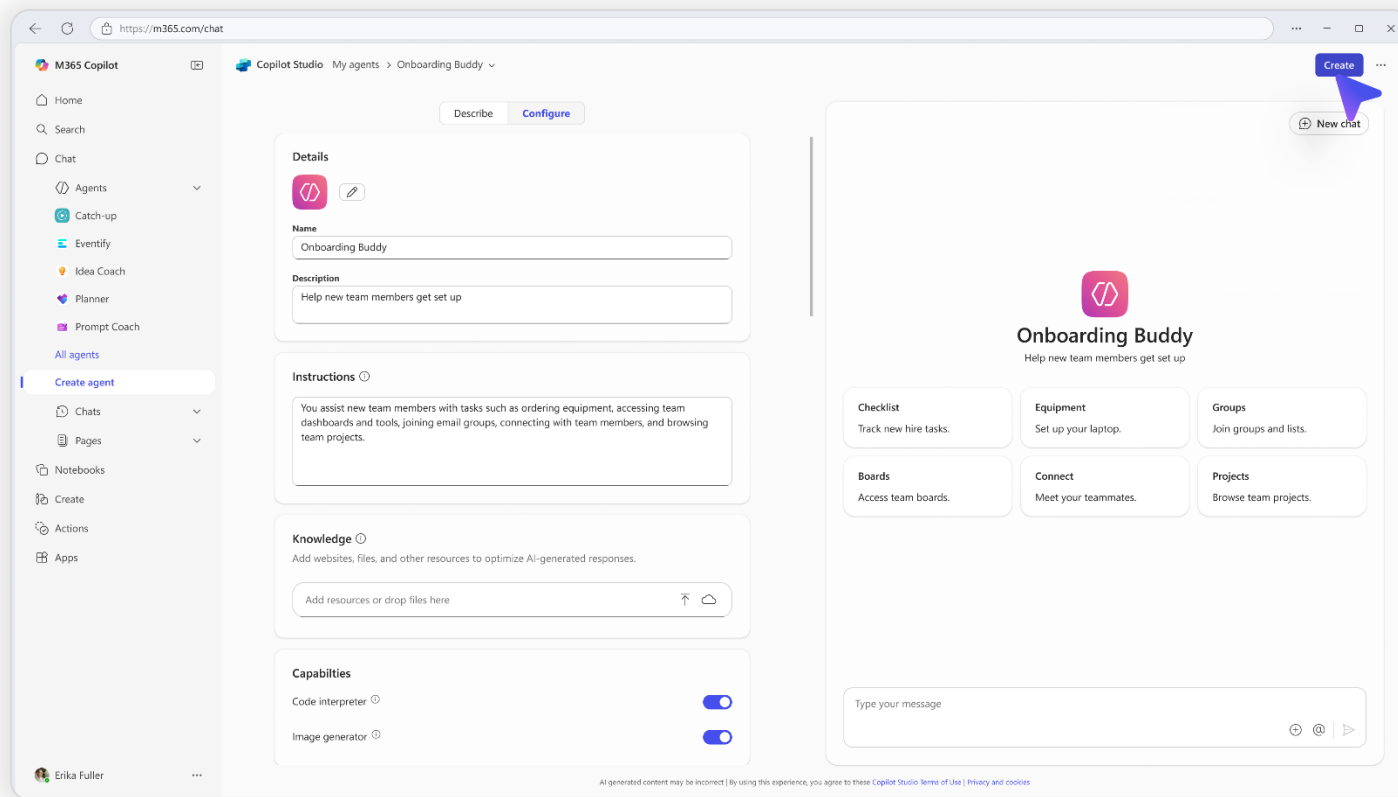 https://m365.com/chat
M365 Copilot
Home
Search
Chat
Agents
Catch-up
Eventify
Idea Coach
Planner
Prompt Coach
All agents
Create agent
Chats
Pages
Notebooks
Create
Actions
Apps
Erika Fuller
Copilot Studio My agents > Onboarding Buddy
Create
Describe Configure
Details
Name
Onboarding Buddy
Description
Help new team members get set up
Instructions
You assist new team members with tasks such as ordering equipment, accessing team
dashboards and tools, joining email groups, connecting with team members, and browsing
team projects.
Knowledge
Add websites, files, and other resources to optimize AI-generated responses.
Add resources or drop files here
Capabilties
Code interpreter
Image generator
New chat
Onboarding Buddy
Help new team members get set up
Checklist
Track new hire tasks.
Equipment
Set up your laptop.
Groups
Join groups and lists.
Boards
Access team boards.
Connect
Meet your teammates.
Projects
Browse team projects.
Type your message
AI generated content may be incorrect | By using this experience, you agree to these Copilot Studio Terms of Use | Privacy and cookies